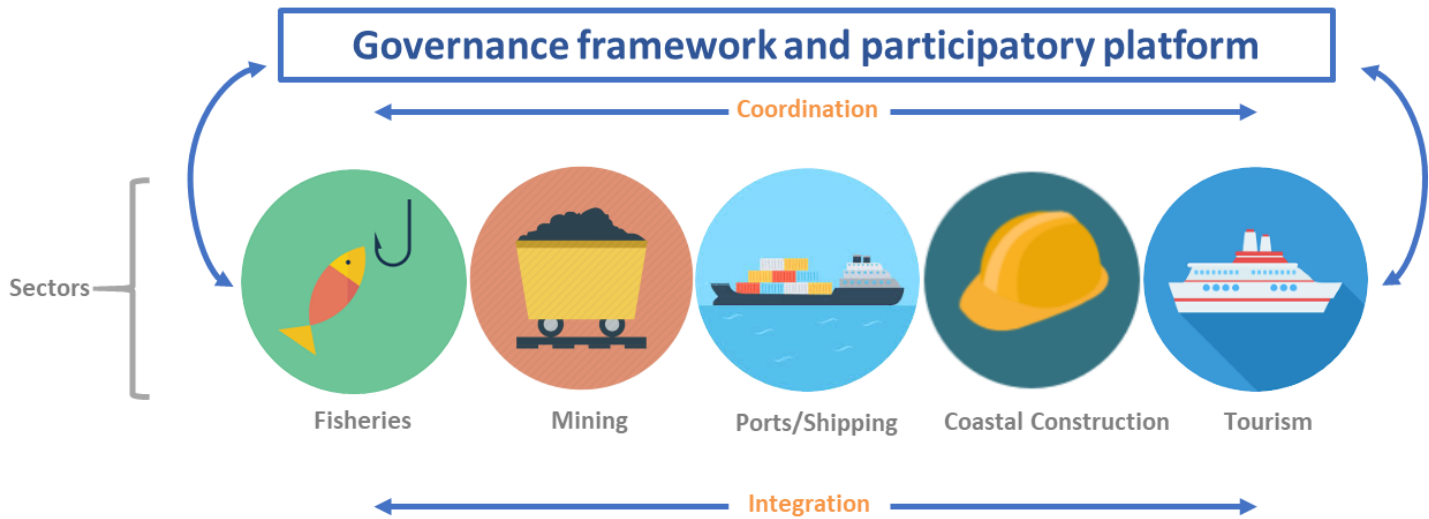 Governance framework and participatory platform
Coordination
Sectors
Fisheries
Mining
Ports/Shipping
Coastal Construction
Tourism
Integration